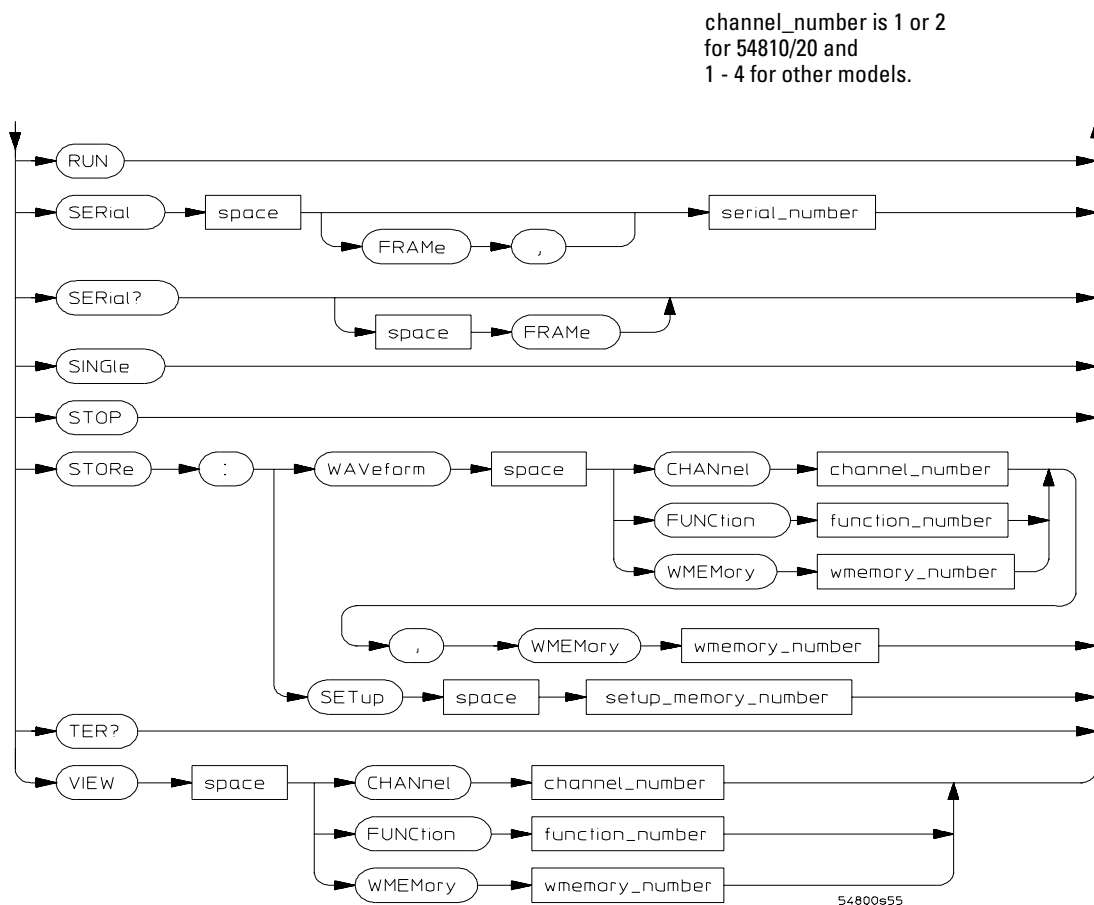 channel_number is 1 or 2
for 54810/20 and
1 - 4 for other models.
RUN
SERial space serial_number
FRAMe ,
SERial?
space FRAMe
SINGle
STOP
STORe : WAVeform space CHANnel channel_number
FUNCtion function_number
WMEMory wmemory_number
, WMEMory wmemory_number
SETup space setup_memory_number
TER?
VIEW space CHANnel channel_number
FUNCtion function_number
WMEMory wmemory_number
54800s55